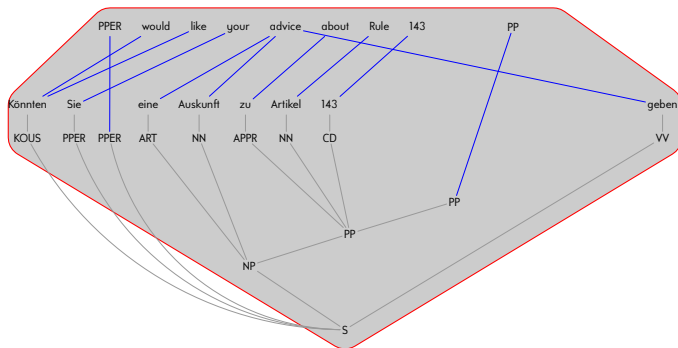 PPER would like your advice about Rule 143 PP
Könnten Sie eine Auskunft zu Artikel 143 geben
KOUS PPER PPER ART NN APPR NN CD VV
PP
PP
NP
S